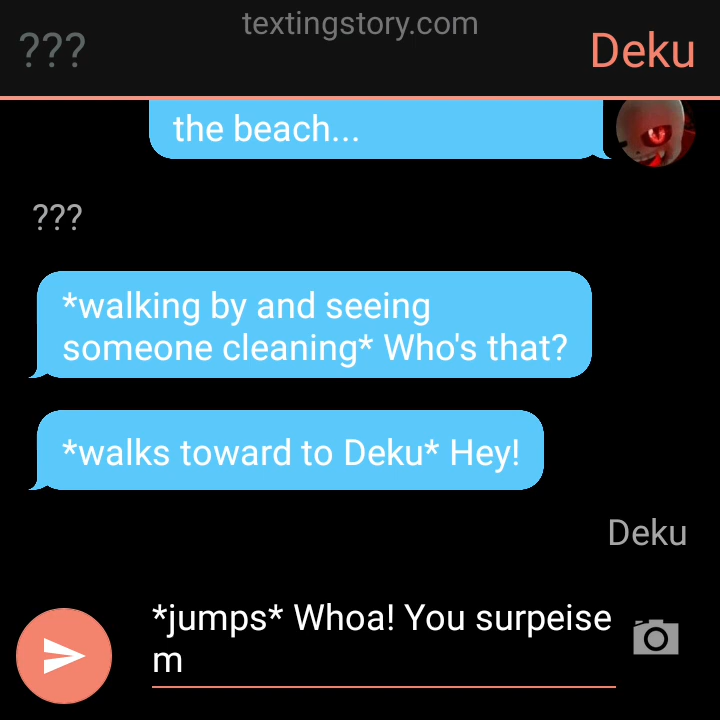 textingstory.com
???
Deku
the beach...
???
*walking by and seeing
someone cleaning* Who's that?
*walks toward to Deku* Hey!
Deku
*jumps* Whoa! You surpeise
m